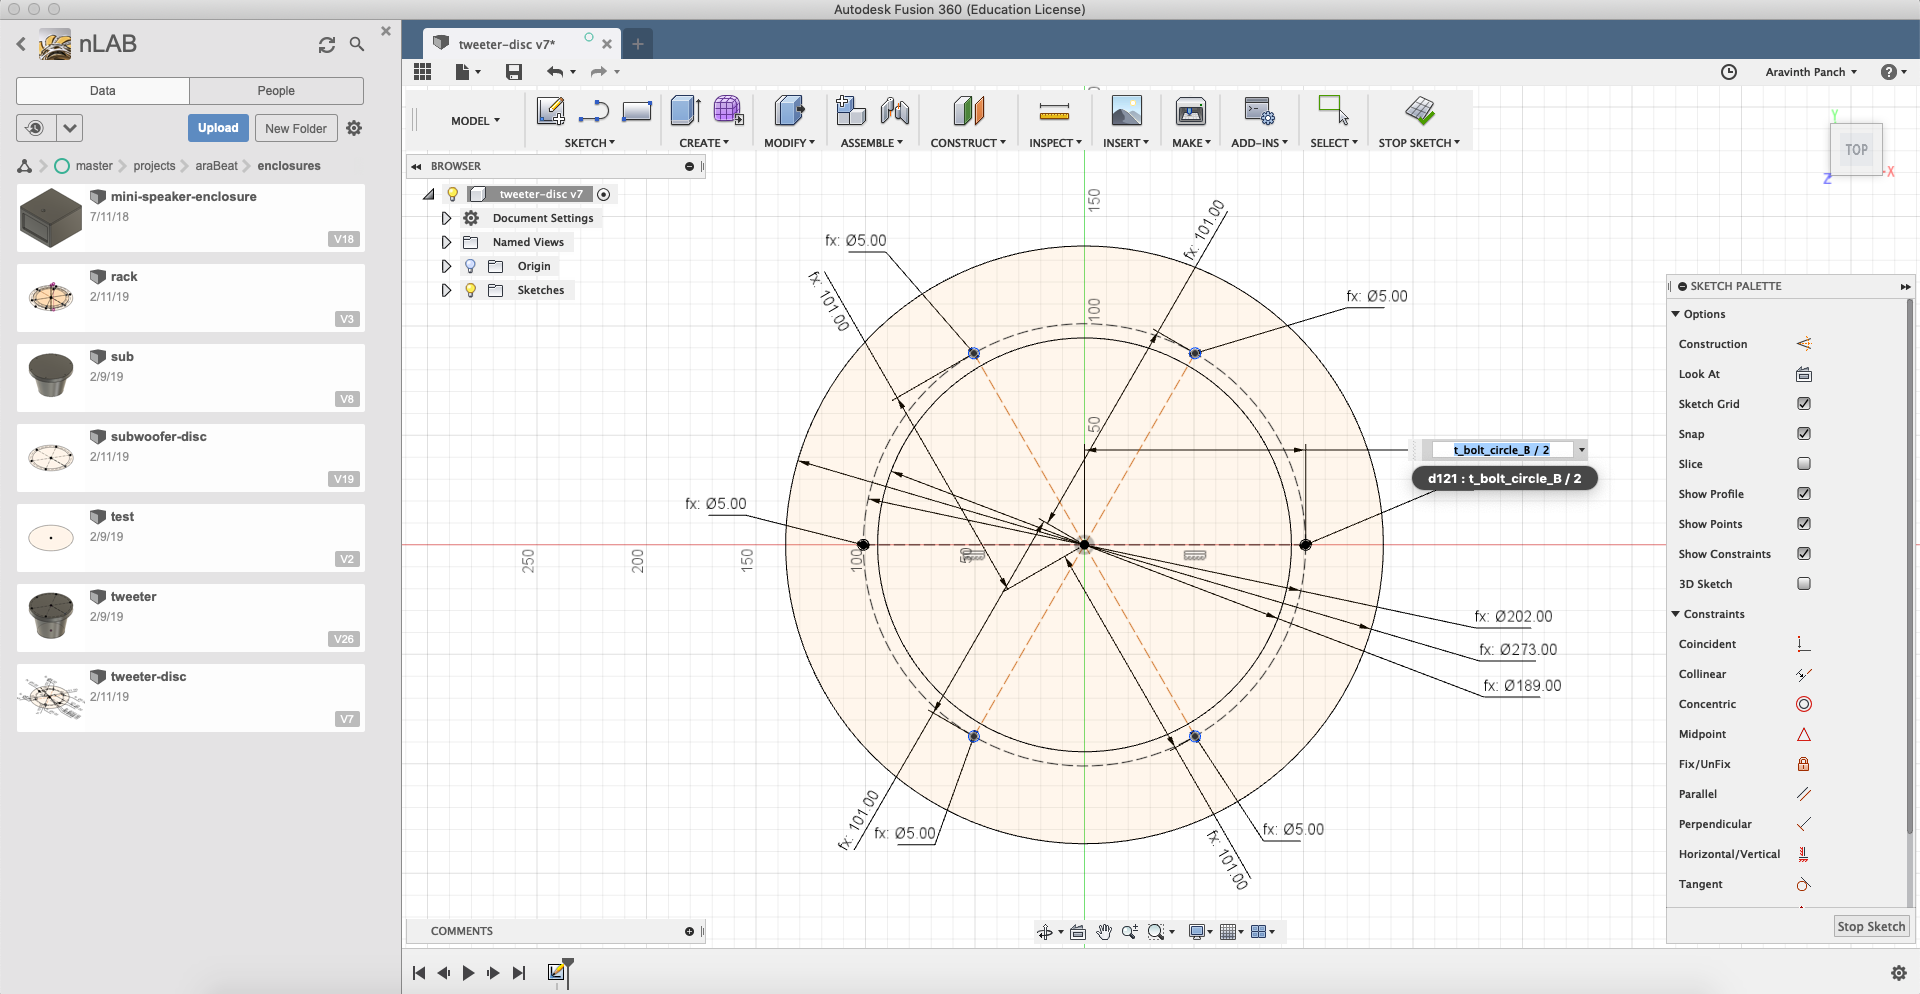 Autodesk Fusion 360 (Education License)
nLAB
Data
People
Upload
New Folder
master
projects
araBeat
enclosures
mini-speaker-enclosure
7/11/18
V18
rack
2/11/19
V3
sub
2/9/19
V8
subwoofer-disc
2/11/19
V19
test
2/9/19
V2
tweeter
2/9/19
V26
tweeter-disc
2/11/19
V7
tweeter-disc v7*
Aravinth Panch
MODEL
SKETCH
CREATE
MODIFY
ASSEMBLE
CONSTRUCT
INSPECT
INSERT
MAKE
ADD-INS
SELECT
STOP SKETCH
BROWSER
tweeter-disc v7
Document Settings
Named Views
Origin
Sketches
TOP
Y
X
Z
150
100
50
250
200
150
100
50
fx: Ø5.00
fx: 101.00
fx: 101.00
fx: Ø5.00
fx: Ø5.00
t_bolt_circle_B / 2
d121 : t_bolt_circle_B / 2
fx: Ø202.00
fx: Ø273.00
fx: Ø189.00
fx: 101.00
fx: Ø5.00
fx: Ø5.00
fx: 101.00
SKETCH PALETTE
Options
Construction
Look At
Sketch Grid
Snap
Slice
Show Profile
Show Points
Show Constraints
3D Sketch
Constraints
Coincident
Collinear
Concentric
Midpoint
Fix/UnFix
Parallel
Perpendicular
Horizontal/Vertical
Tangent
Stop Sketch
COMMENTS